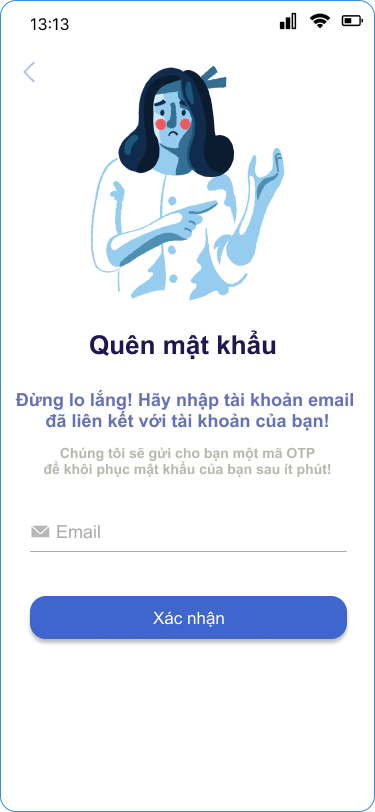 13:13
Quên mật khẩu
Đừng lo lắng! Hãy nhập tài khoản email
đã liên kết với tài khoản của bạn!
Chúng tôi sẽ gửi cho bạn một mã OTP
để khôi phục mật khẩu của bạn sau ít phút!
Email
Xác nhận